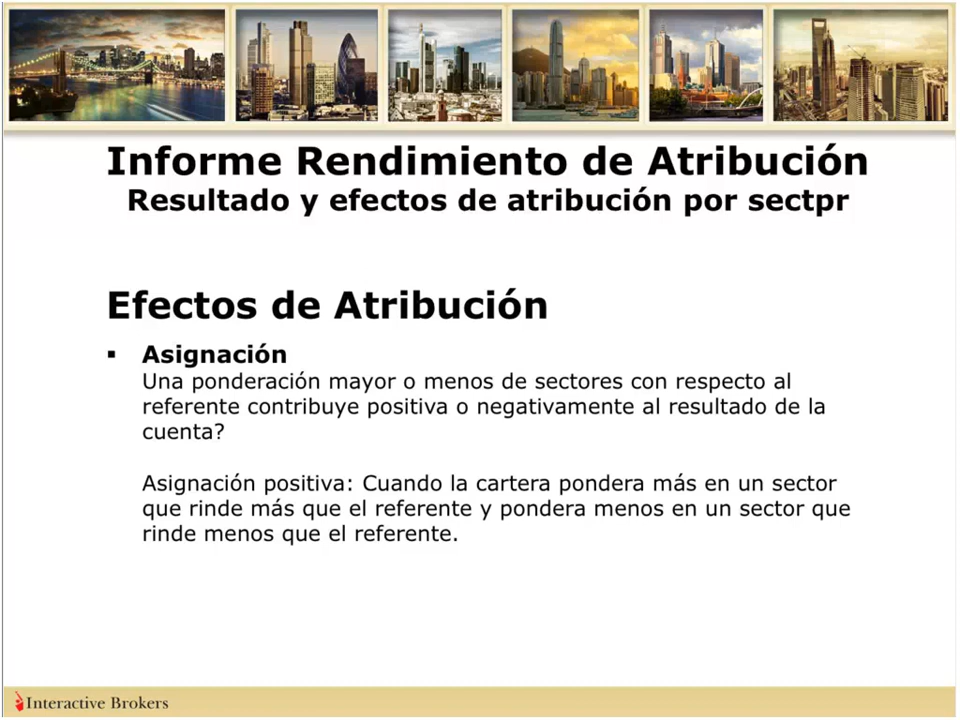 Informe Rendimiento de Atribución
Resultado y efectos de atribución por sectpr
Efectos de Atribución
▪ Asignación
Una ponderación mayor o menos de sectores con respecto al
referente contribuye positiva o negativamente al resultado de la
cuenta?
Asignación positiva: Cuando la cartera pondera más en un sector
que rinde más que el referente y pondera menos en un sector que
rinde menos que el referente.
Interactive Brokers